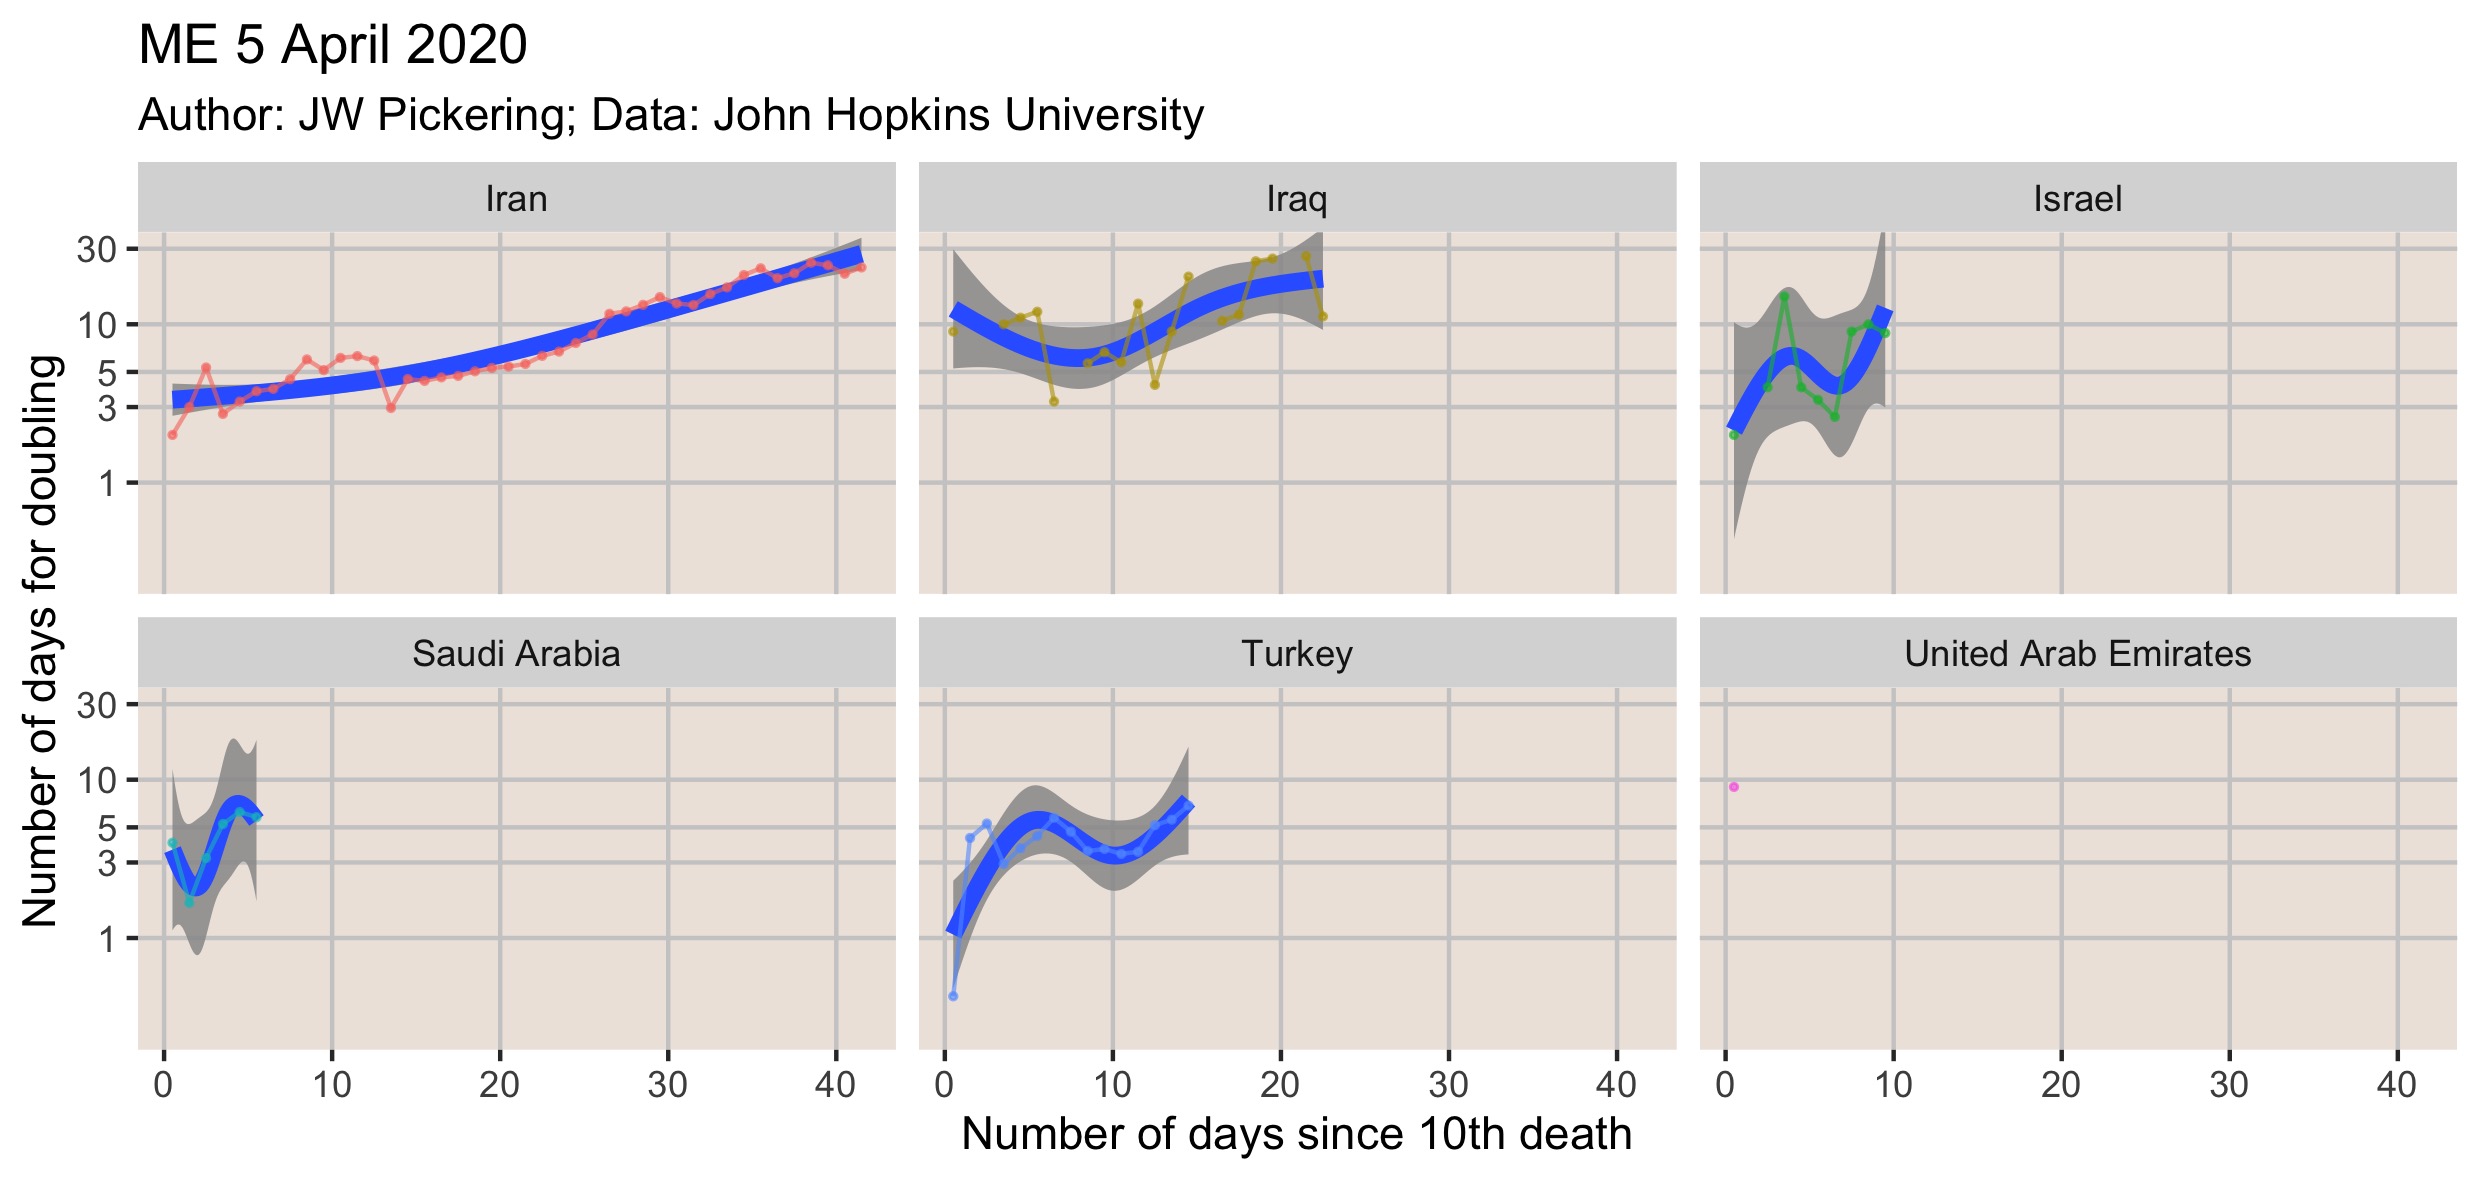 ME 5 April 2020
Author: JW Pickering; Data: John Hopkins University
Number of days for doubling
Iran
Iraq
Israel
30
10
5
3
1
Saudi Arabia
Turkey
United Arab Emirates
30
10
5
3
1
0 10 20 30 40
0 10 20 30 40
0 10 20 30 40
Number of days since 10th death